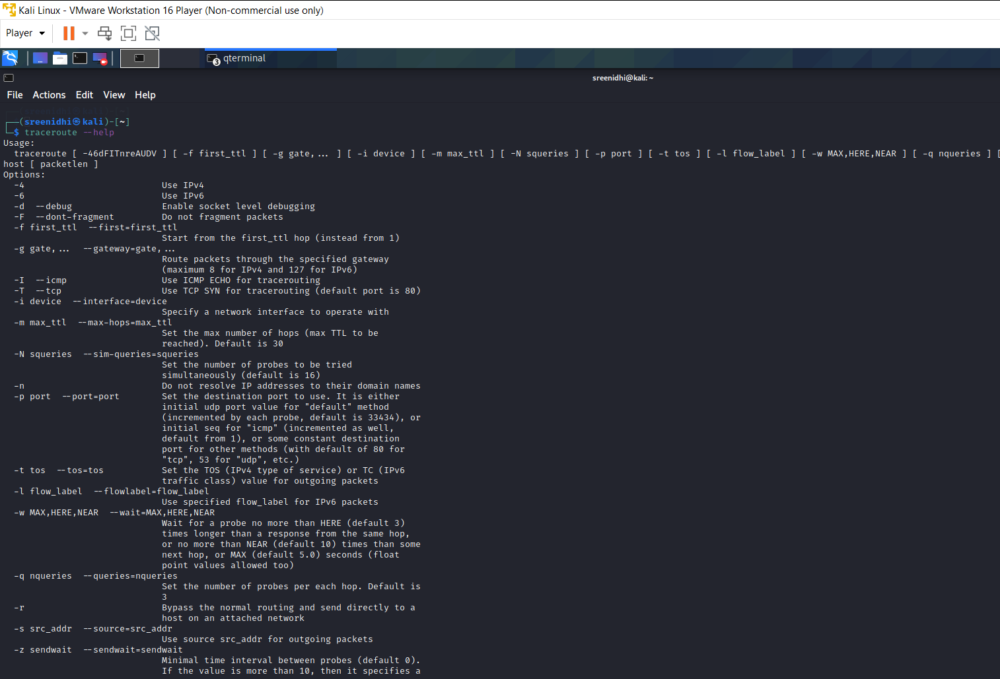 Kali Linux - VMware Workstation 16 Player (Non-commercial use only)
Player
3 qterminal
sreenidhi@kali: ~
File Actions Edit View Help
(sreenidhi㉿kali)-[~]
$ traceroute --help
Usage:
traceroute [ -46dFITnreAUDV ] [ -f first_ttl ] [ -g gate,... ] [ -i device ] [ -m max_ttl ] [ -N squeries ] [ -p port ] [ -t tos ] [ -l flow_label ] [ -w MAX,HERE,NEAR ] [ -q nqueries ] [
host [ packetlen ]
Options:
-4 Use IPv4
-6 Use IPv6
-d --debug Enable socket level debugging
-F --dont-fragment Do not fragment packets
-f first_ttl --first=first_ttl
Start from the first_ttl hop (instead from 1)
-g gate,... --gateway=gate,...
Route packets through the specified gateway
(maximum 8 for IPv4 and 127 for IPv6)
-I --icmp Use ICMP ECHO for tracerouting
-T --tcp Use TCP SYN for tracerouting (default port is 80)
-i device --interface=device
Specify a network interface to operate with
-m max_ttl --max-hops=max_ttl
Set the max number of hops (max TTL to be
reached). Default is 30
-N squeries --sim-queries=squeries
Set the number of probes to be tried
simultaneously (default is 16)
-n Do not resolve IP addresses to their domain names
-p port --port=port Set the destination port to use. It is either
initial udp port value for "default" method
(incremented by each probe, default is 33434), or
initial seq for "icmp" (incremented as well,
default from 1), or some constant destination
port for other methods (with default of 80 for
"tcp", 53 for "udp", etc.)
-t tos --tos=tos Set the TOS (IPv4 type of service) or TC (IPv6
traffic class) value for outgoing packets
-l flow_label --flowlabel=flow_label
Use specified flow_label for IPv6 packets
-w MAX,HERE,NEAR --wait=MAX,HERE,NEAR
Wait for a probe no more than HERE (default 3)
times longer than a response from the same hop,
or no more than NEAR (default 10) times than some
next hop, or MAX (default 5.0) seconds (float
point values allowed too)
-q nqueries --queries=nqueries
Set the number of probes per each hop. Default is
3
-r Bypass the normal routing and send directly to a
host on an attached network
-s src_addr --source=src_addr
Use source src_addr for outgoing packets
-z sendwait --sendwait=sendwait
Minimal time interval between probes (default 0).
If the value is more than 10, then it specifies a